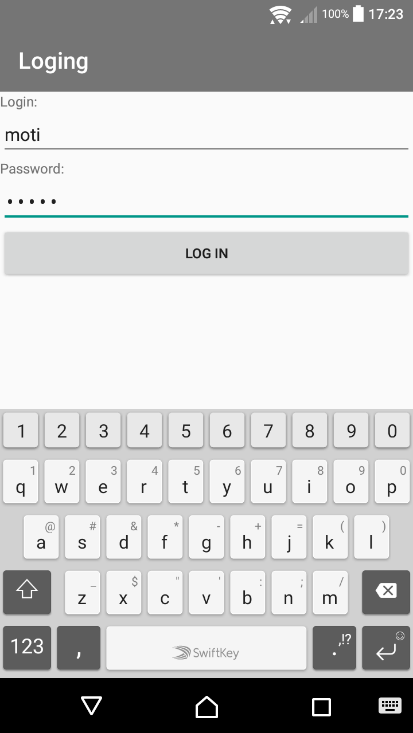 100% 17:23
Loging
Login:
moti
Password:
•••••
LOG IN
1 2 3 4 5 6 7 8 9 0
1 2 3 4 5 6 7 8 9 0
q w e r t y u i o p
@ # & * - + = ( )
a s d f g h j k l
_ $ " ' : ; /
z x c v b n m
123 , SwiftKey . ,!?